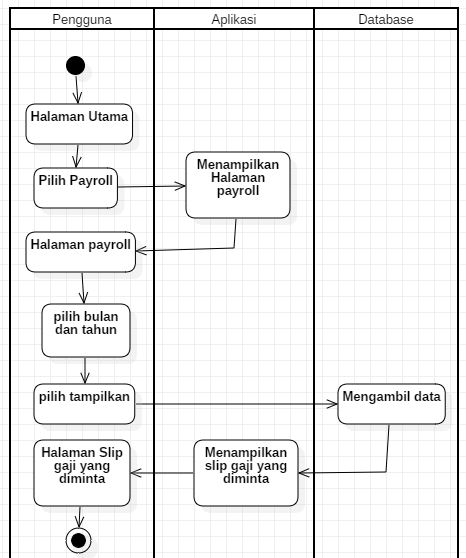 Pengguna
Aplikasi
Database
Halaman Utama
Pilih Payroll
Menampilkan
Halaman
payroll
Halaman payroll
pilih bulan
dan tahun
pilih tampilkan
Mengambil data
Halaman Slip
gaji yang
diminta
Menampilkan
slip gaji yang
diminta